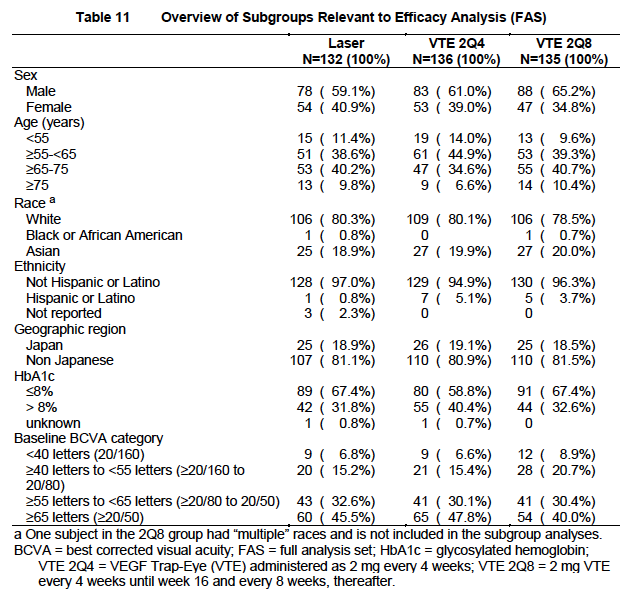 Table 11 Overview of Subgroups Relevant to Efficacy Analysis (FAS)
Laser VTE 2Q4 VTE 2Q8
N=132 (100%) N=136 (100%) N=135 (100%)
Sex
Male 78 ( 59.1%) 83 ( 61.0%) 88 ( 65.2%)
Female 54 ( 40.9%) 53 ( 39.0%) 47 ( 34.8%)
Age (years)
<55 15 ( 11.4%) 19 ( 14.0%) 13 ( 9.6%)
≥55-<65 51 ( 38.6%) 61 ( 44.9%) 53 ( 39.3%)
≥65-75 53 ( 40.2%) 47 ( 34.6%) 55 ( 40.7%)
≥75 13 ( 9.8%) 9 ( 6.6%) 14 ( 10.4%)
Race a
White 106 ( 80.3%) 109 ( 80.1%) 106 ( 78.5%)
Black or African American 1 ( 0.8%) 0 1 ( 0.7%)
Asian 25 ( 18.9%) 27 ( 19.9%) 27 ( 20.0%)
Ethnicity
Not Hispanic or Latino 128 ( 97.0%) 129 ( 94.9%) 130 ( 96.3%)
Hispanic or Latino 1 ( 0.8%) 7 ( 5.1%) 5 ( 3.7%)
Not reported 3 ( 2.3%) 0 0
Geographic region
Japan 25 ( 18.9%) 26 ( 19.1%) 25 ( 18.5%)
Non Japanese 107 ( 81.1%) 110 ( 80.9%) 110 ( 81.5%)
HbA1c
≤8% 89 ( 67.4%) 80 ( 58.8%) 91 ( 67.4%)
> 8% 42 ( 31.8%) 55 ( 40.4%) 44 ( 32.6%)
unknown 1 ( 0.8%) 1 ( 0.7%) 0
Baseline BCVA category
<40 letters (20/160) 9 ( 6.8%) 9 ( 6.6%) 12 ( 8.9%)
≥40 letters to <55 letters (≥20/160 to 20 ( 15.2%) 21 ( 15.4%) 28 ( 20.7%)
20/80)
≥55 letters to <65 letters (≥20/80 to 20/50) 43 ( 32.6%) 41 ( 30.1%) 41 ( 30.4%)
≥65 letters (≥20/50) 60 ( 45.5%) 65 ( 47.8%) 54 ( 40.0%)
a One subject in the 2Q8 group had “multiple” races and is not included in the subgroup analyses.
BCVA = best corrected visual acuity; FAS = full analysis set; HbA1c = glycosylated hemoglobin;
VTE 2Q4 = VEGF Trap-Eye (VTE) administered as 2 mg every 4 weeks; VTE 2Q8 = 2 mg VTE
every 4 weeks until week 16 and every 8 weeks, thereafter.